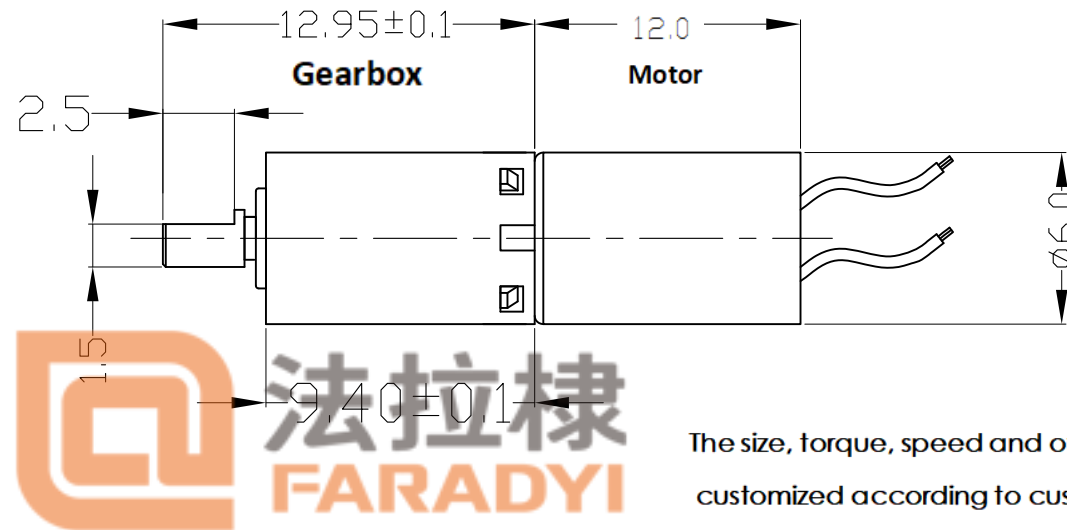 12.95±0.1
12.0
Gearbox
Motor
2.5
ø6.0
1.5
9.40±0.1
法拉棣
FARADYI
The size, torque, speed and o
customized according to cus